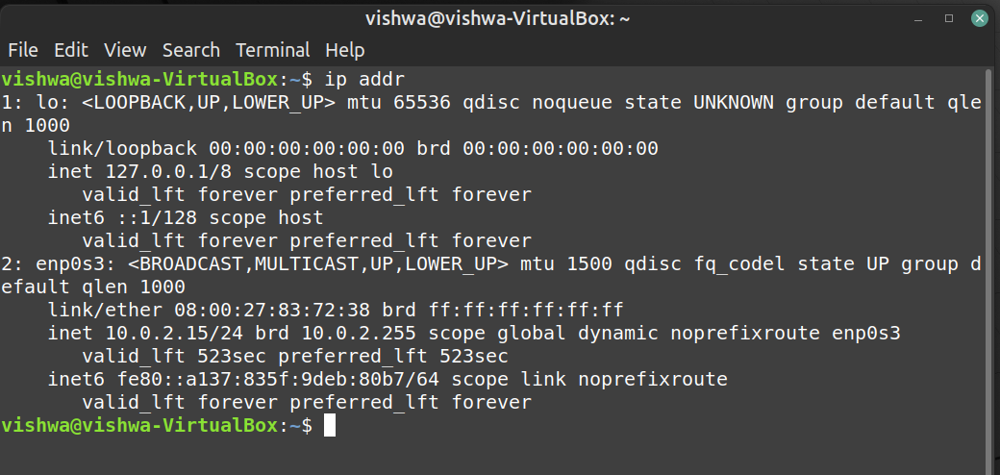 vishwa@vishwa-VirtualBox: ~
File Edit View Search Terminal Help
vishwa@vishwa-VirtualBox:~$ ip addr
1: lo: <LOOPBACK,UP,LOWER_UP> mtu 65536 qdisc noqueue state UNKNOWN group default qle
n 1000
    link/loopback 00:00:00:00:00:00 brd 00:00:00:00:00:00
    inet 127.0.0.1/8 scope host lo
       valid_lft forever preferred_lft forever
    inet6 ::1/128 scope host
       valid_lft forever preferred_lft forever
2: enp0s3: <BROADCAST,MULTICAST,UP,LOWER_UP> mtu 1500 qdisc fq_codel state UP group d
efault qlen 1000
    link/ether 08:00:27:83:72:38 brd ff:ff:ff:ff:ff:ff
    inet 10.0.2.15/24 brd 10.0.2.255 scope global dynamic noprefixroute enp0s3
       valid_lft 523sec preferred_lft 523sec
    inet6 fe80::a137:835f:9deb:80b7/64 scope link noprefixroute
       valid_lft forever preferred_lft forever
vishwa@vishwa-VirtualBox:~$